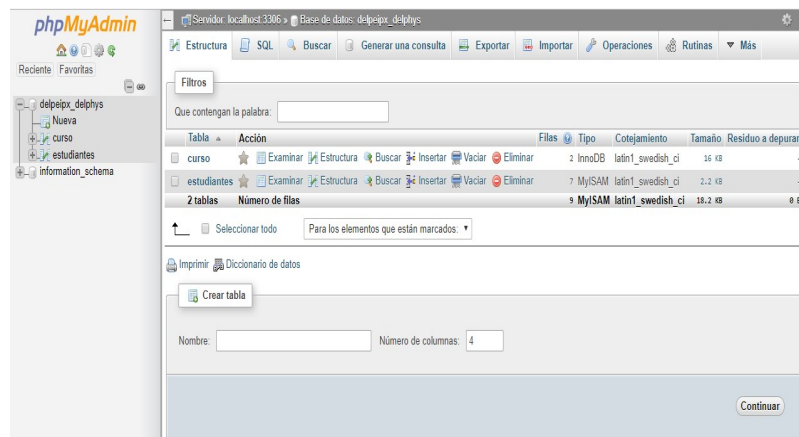 phpMyAdmin
Reciente Favoritas
delpeipx_delphys
Nueva
curso
estudiantes
information_schema
Servidor: localhost:3306 » Base de datos: delpeipx_delphys
Estructura SQL Buscar Generar una consulta Exportar Importar Operaciones Rutinas Más
Filtros
Que contengan la palabra:
Tabla Acción Filas Tipo Cotejamiento Tamaño Residuo a depurar
curso Examinar Estructura Buscar Insertar Vaciar Eliminar 2 InnoDB latin1_swedish_ci 16 KB -
estudiantes Examinar Estructura Buscar Insertar Vaciar Eliminar 7 MyISAM latin1_swedish_ci 2.2 KB -
2 tablas Número de filas 9 MyISAM latin1_swedish_ci 18.2 KB 0
Seleccionar todo Para los elementos que están marcados:
Imprimir Diccionario de datos
Crear tabla
Nombre: Número de columnas: 4
Continuar